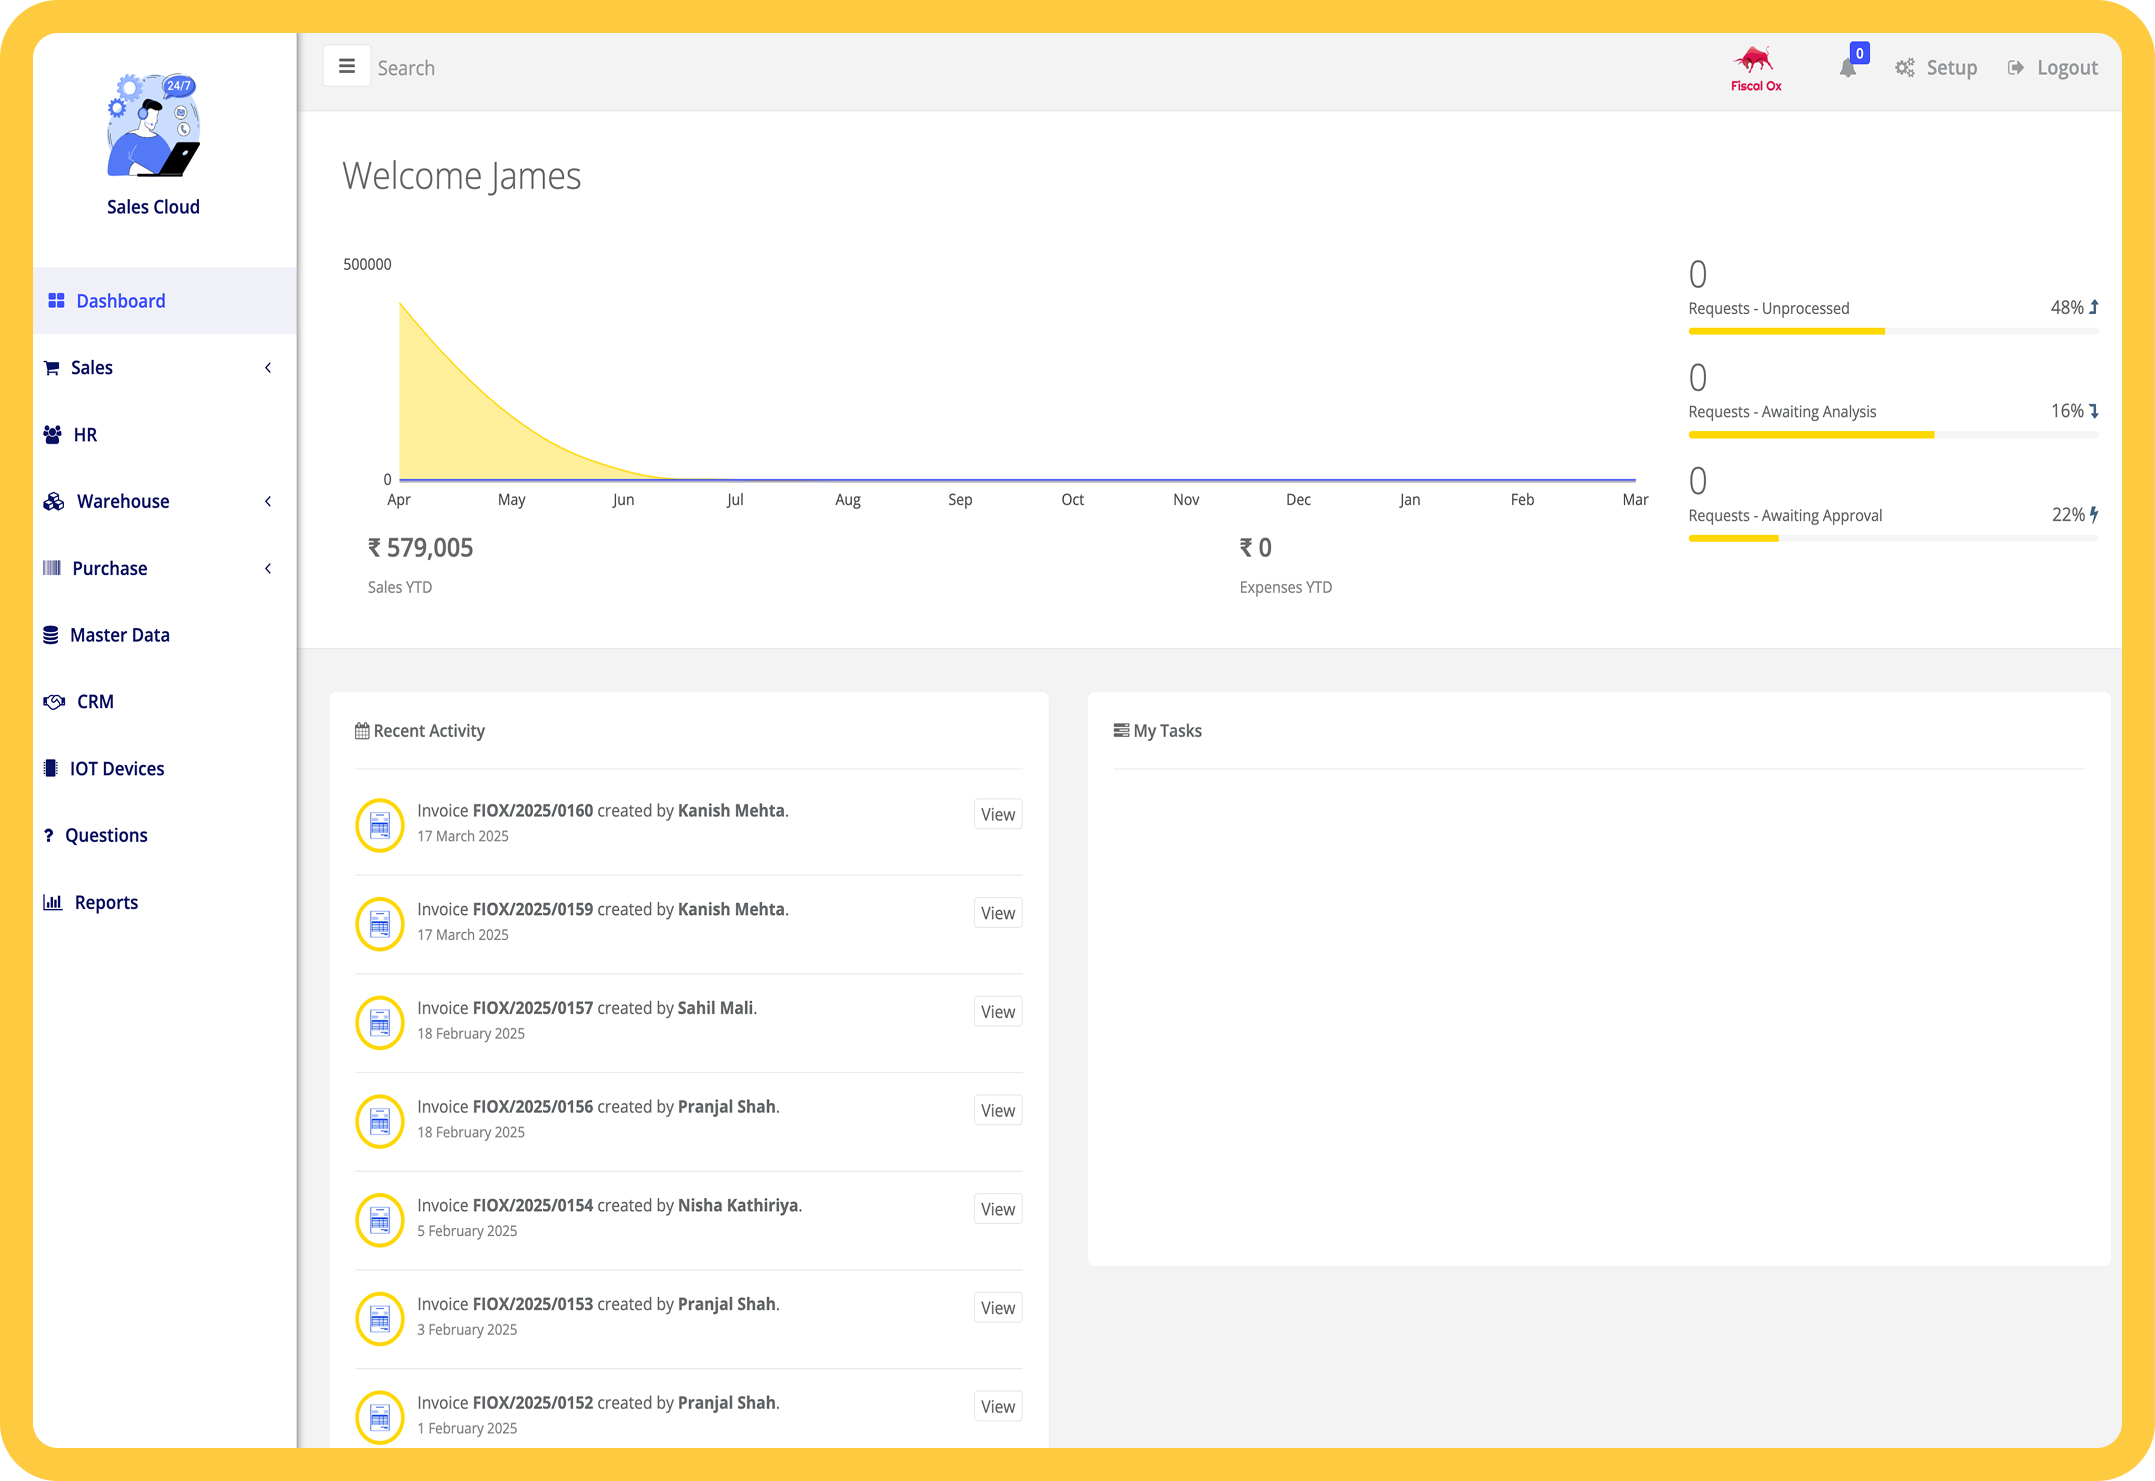 24/7
Sales Cloud
Dashboard
Sales
HR
Warehouse
Purchase
Master Data
CRM
IOT Devices
? Questions
Reports
Search
Fiscal Ox
0
Setup
Logout
Welcome James
500000
0
Apr May Jun Jul Aug Sep Oct Nov Dec Jan Feb Mar
₹ 579,005
Sales YTD
₹ 0
Expenses YTD
0
Requests - Unprocessed 48%
0
Requests - Awaiting Analysis 16%
0
Requests - Awaiting Approval 22%
Recent Activity
Invoice FIOX/2025/0160 created by Kanish Mehta. View
17 March 2025
Invoice FIOX/2025/0159 created by Kanish Mehta. View
17 March 2025
Invoice FIOX/2025/0157 created by Sahil Mali. View
18 February 2025
Invoice FIOX/2025/0156 created by Pranjal Shah. View
18 February 2025
Invoice FIOX/2025/0154 created by Nisha Kathiriya. View
5 February 2025
Invoice FIOX/2025/0153 created by Pranjal Shah. View
3 February 2025
Invoice FIOX/2025/0152 created by Pranjal Shah. View
1 February 2025
My Tasks